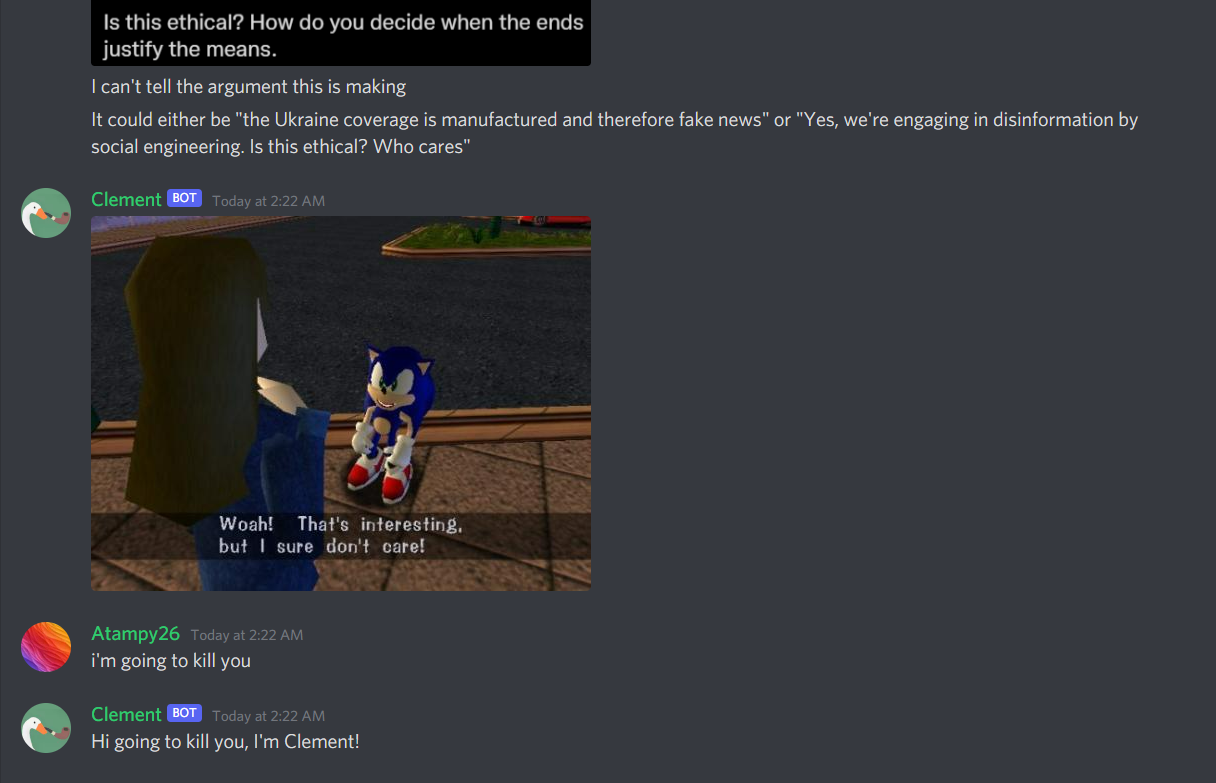 Is this ethical? How do you decide when the ends
justify the means.
I can't tell the argument this is making
It could either be "the Ukraine coverage is manufactured and therefore fake news" or "Yes, we're engaging in disinformation by
social engineering. Is this ethical? Who cares"
Clement BOT Today at 2:22 AM
Woah! That's interesting,
but I sure don't care!
Atampy26 Today at 2:22 AM
i'm going to kill you
Clement BOT Today at 2:22 AM
Hi going to kill you, I'm Clement!